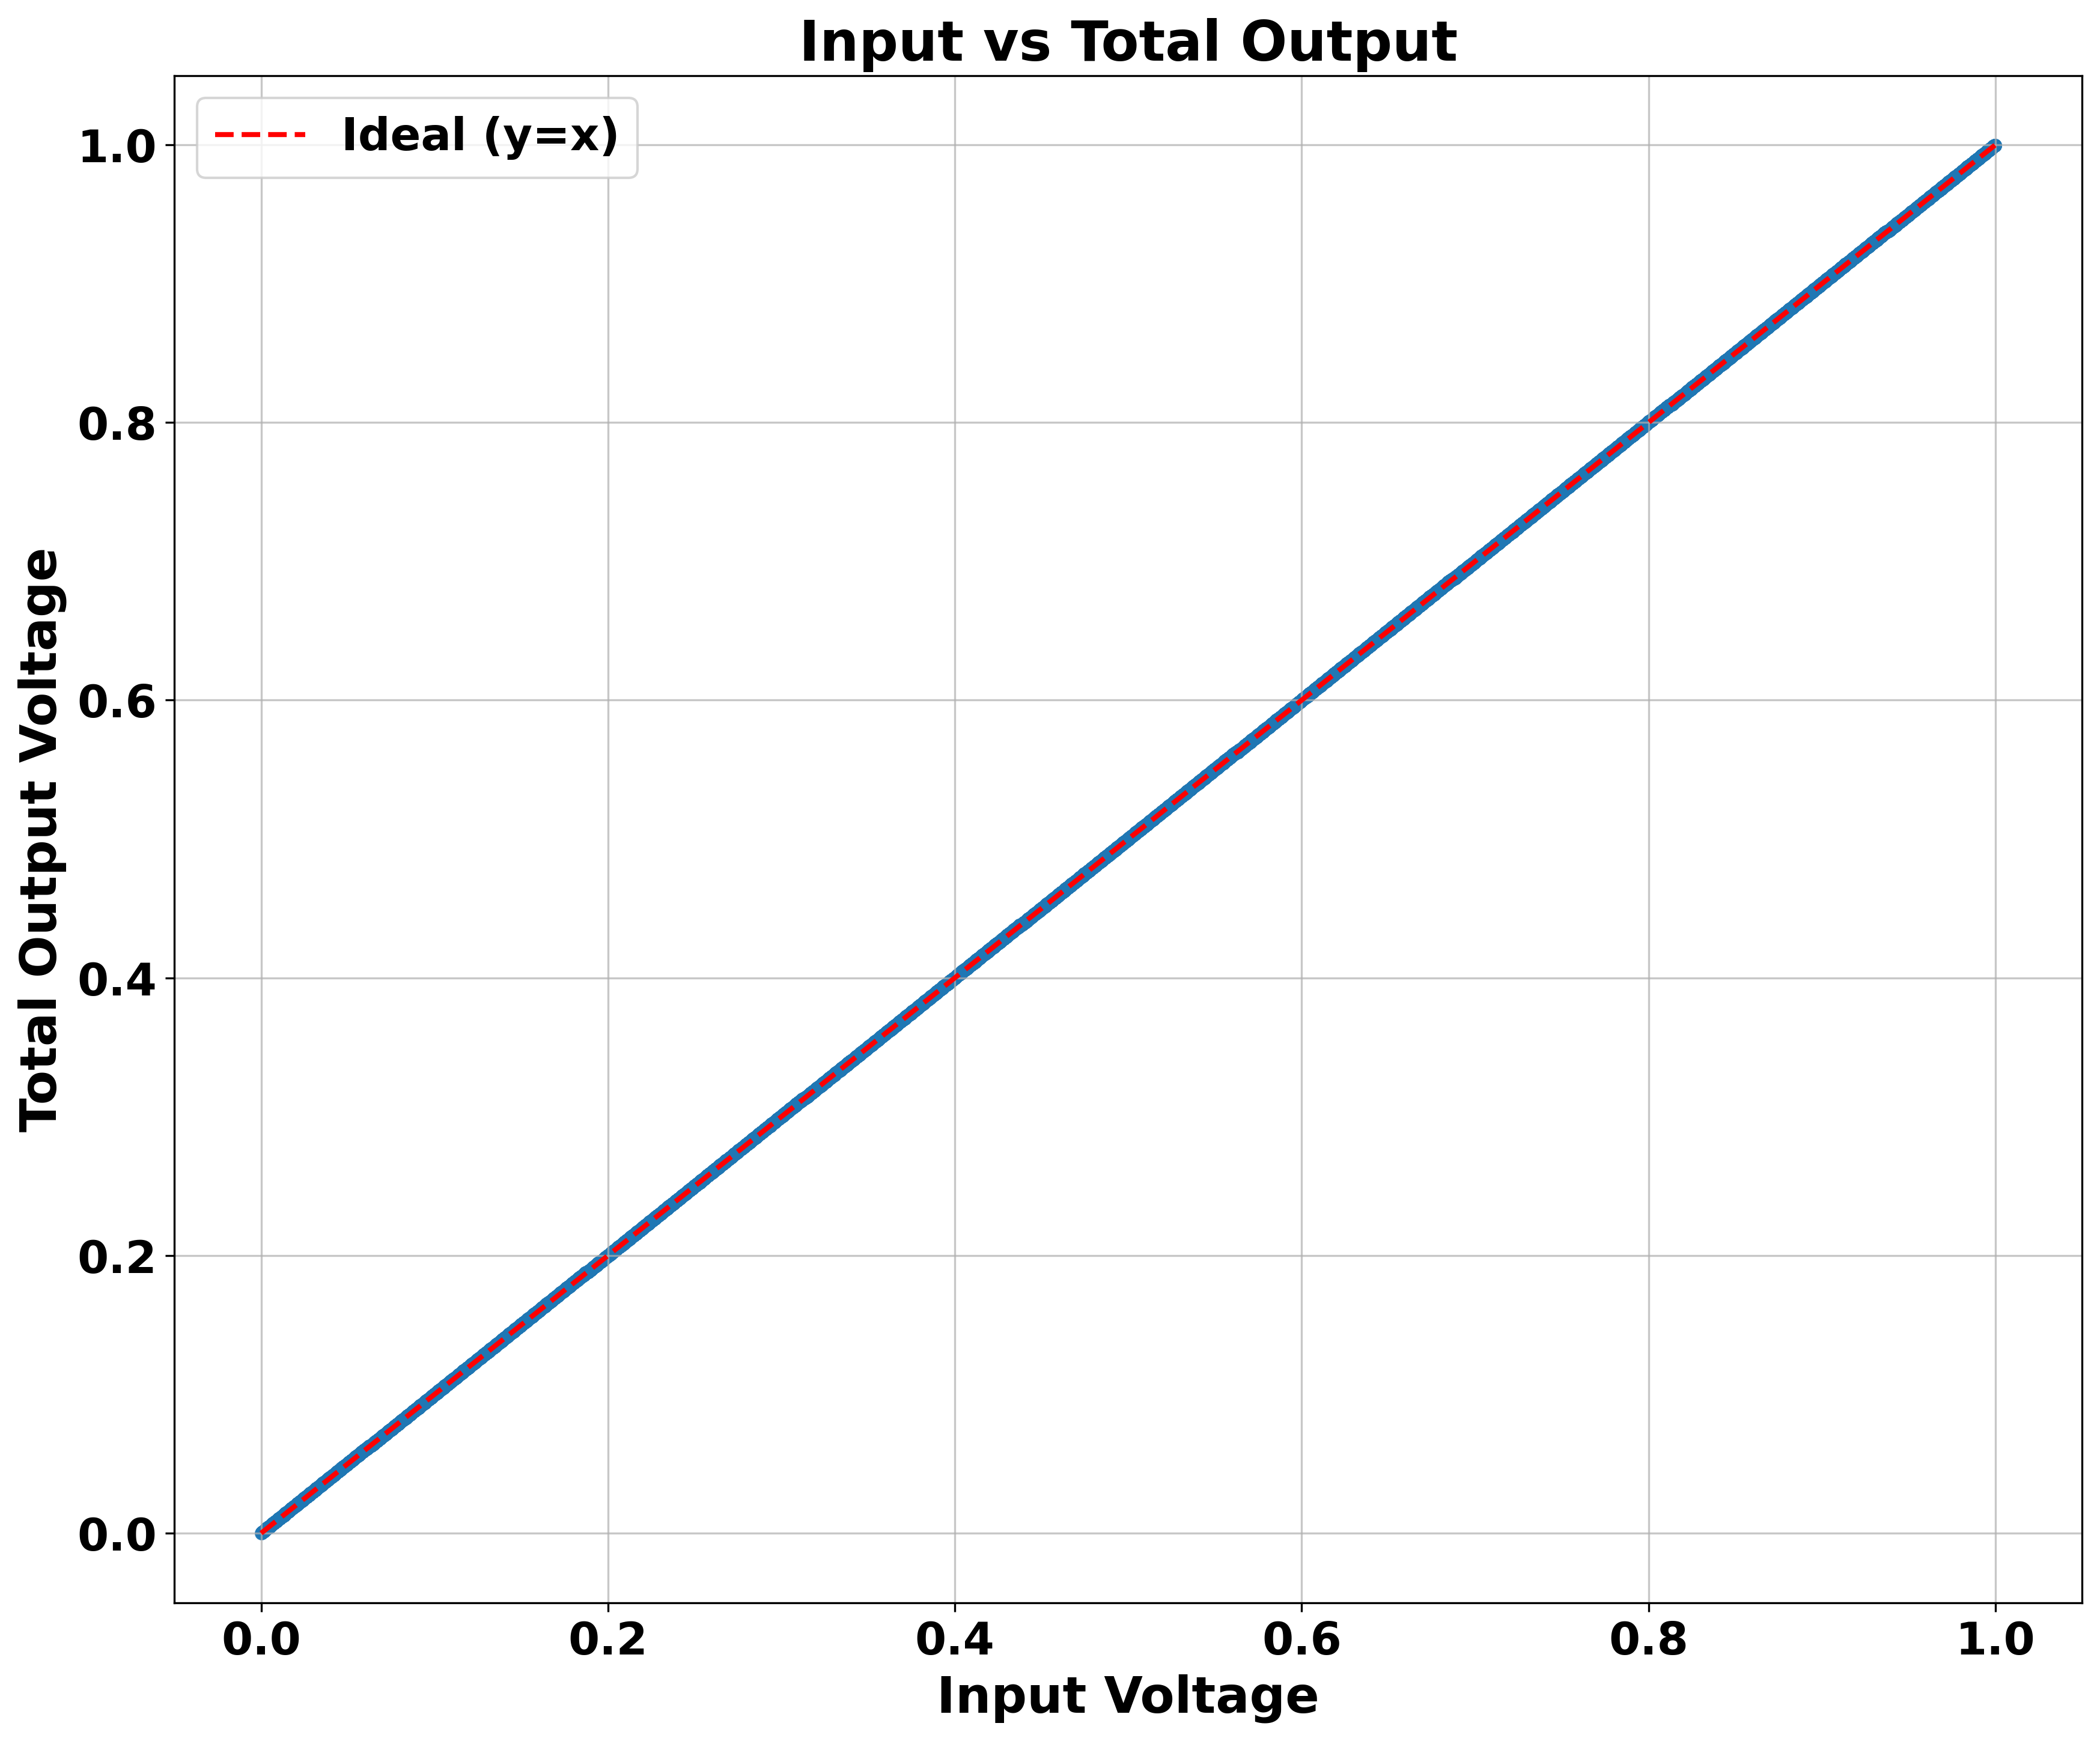 Input vs Total Output
Ideal (y=x)
Total Output Voltage
1.0
0.8
0.6
0.4
0.2
0.0
0.0 0.2 0.4 0.6 0.8 1.0
Input Voltage